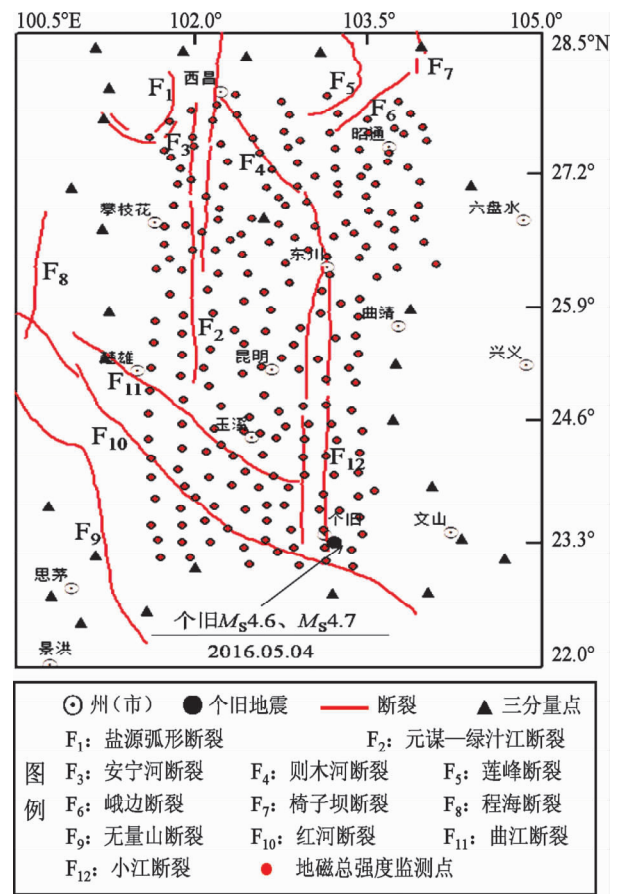 100.5°E 102.0° 103.5° 105.0°
28.5°N
西昌
F₁
F₅
F₇
F₆
昭通
F₃
F₄
27.2°
攀枝花
六盘水
东川
F₈
25.9°
曲靖
F₂
楚雄
昆明
兴义
F₁₁
24.6°
玉溪
F₁₀
F₁₂
个旧
文山
23.3°
F₉
思茅
个旧Mₛ4.6、Mₛ4.7
2016.05.04
景洪
22.0°
州（市） 个旧地震 断裂 三分量点
F₁：盐源弧形断裂 F₂：元谋—绿汁江断裂
图例
F₃：安宁河断裂 F₄：则木河断裂 F₅：莲峰断裂
F₆：峨边断裂 F₇：椅子坝断裂 F₈：程海断裂
F₉：无量山断裂 F₁₀：红河断裂 F₁₁：曲江断裂
F₁₂：小江断裂 地磁总强度监测点